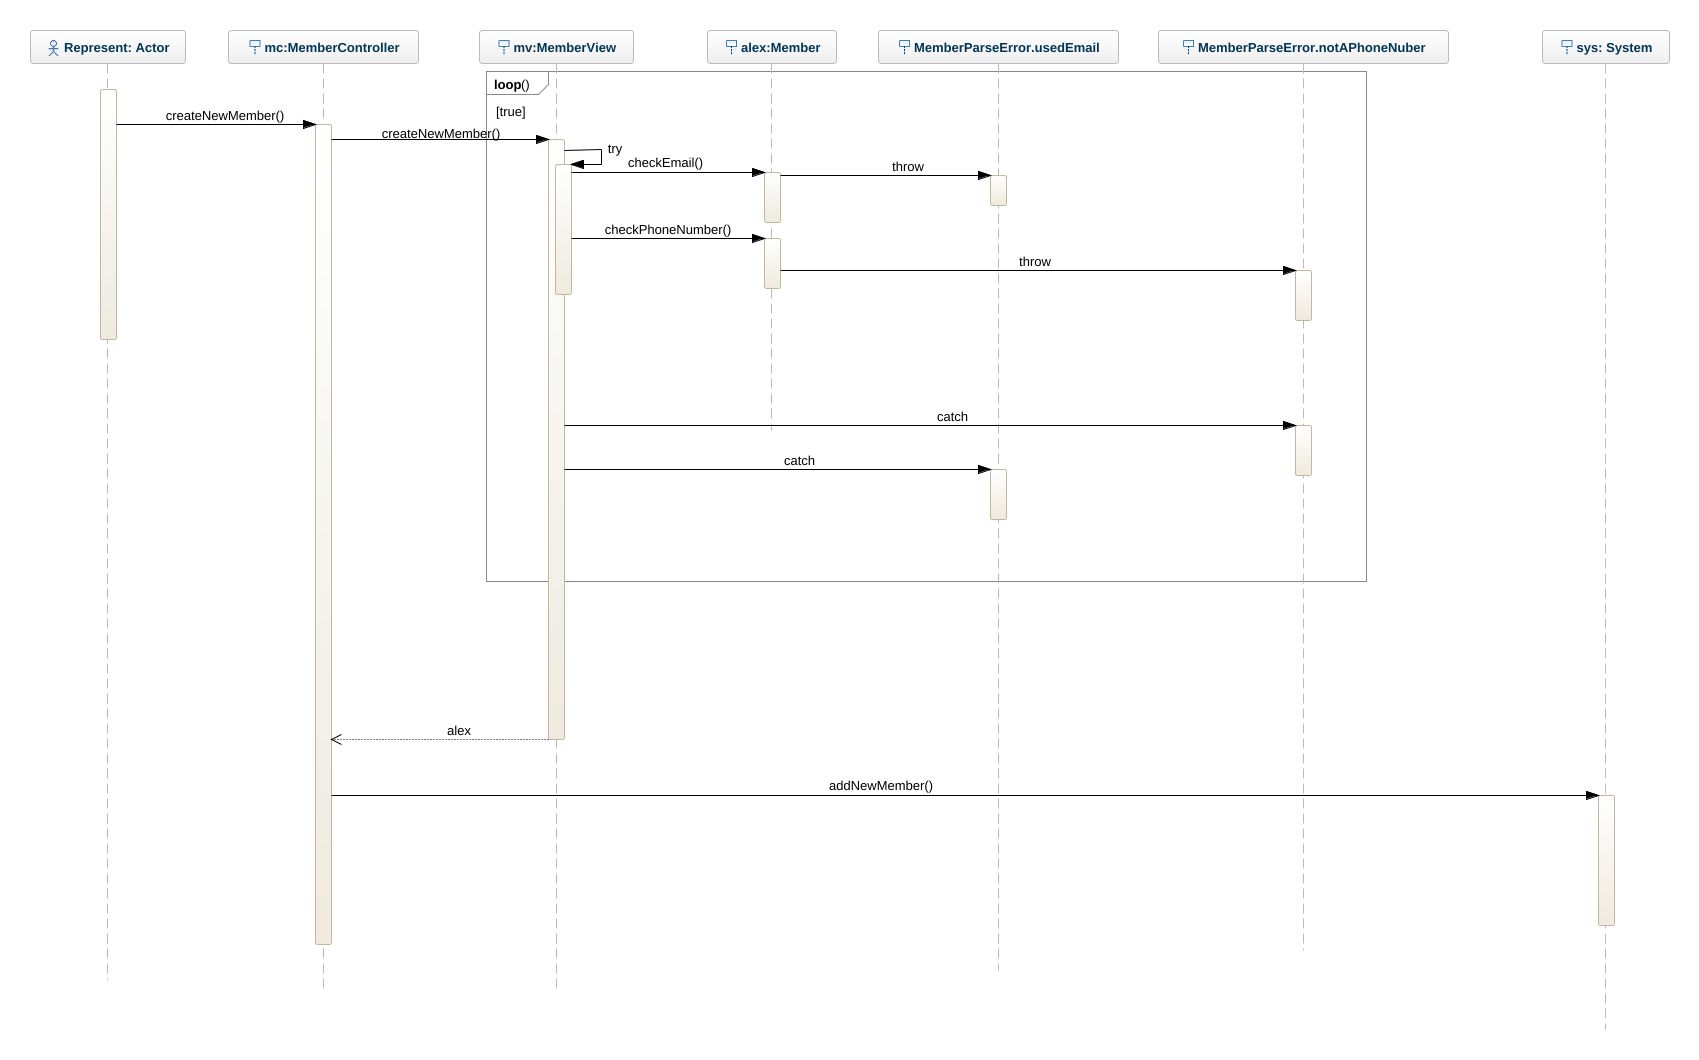 Represent: Actor
mc:MemberController
mv:MemberView
alex:Member
MemberParseError.usedEmail
MemberParseError.notAPhoneNuber
sys: System
loop()
[true]
createNewMember()
createNewMember()
try
checkEmail()
throw
checkPhoneNumber()
throw
catch
catch
alex
addNewMember()